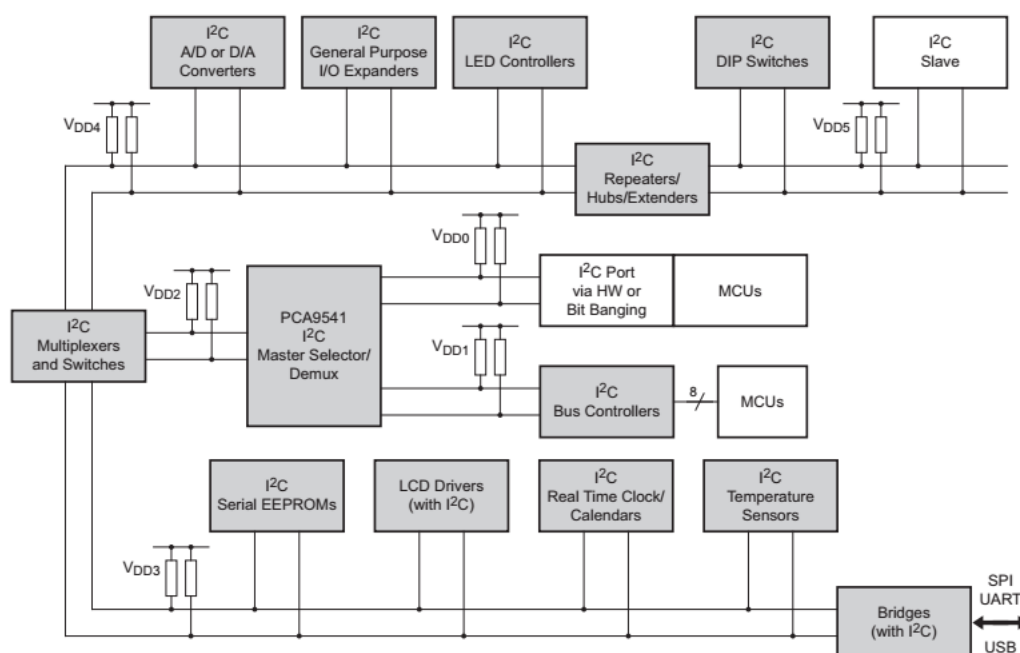 I²C
A/D or D/A
Converters
I²C
General Purpose
I/O Expanders
I²C
LED Controllers
I²C
DIP Switches
I²C
Slave
VDD4
VDD5
I²C
Repeaters/
Hubs/Extenders
VDD0
VDD2
I²C Port
via HW or
Bit Banging
MCUs
PCA9541
I²C
Master Selector/
Demux
I²C
Multiplexers
and Switches
VDD1
I²C
Bus Controllers
8
MCUs
I²C
Serial EEPROMs
LCD Drivers
(with I²C)
I²C
Real Time Clock/
Calendars
I²C
Temperature
Sensors
VDD3
Bridges
(with I²C)
SPI
UART
USB